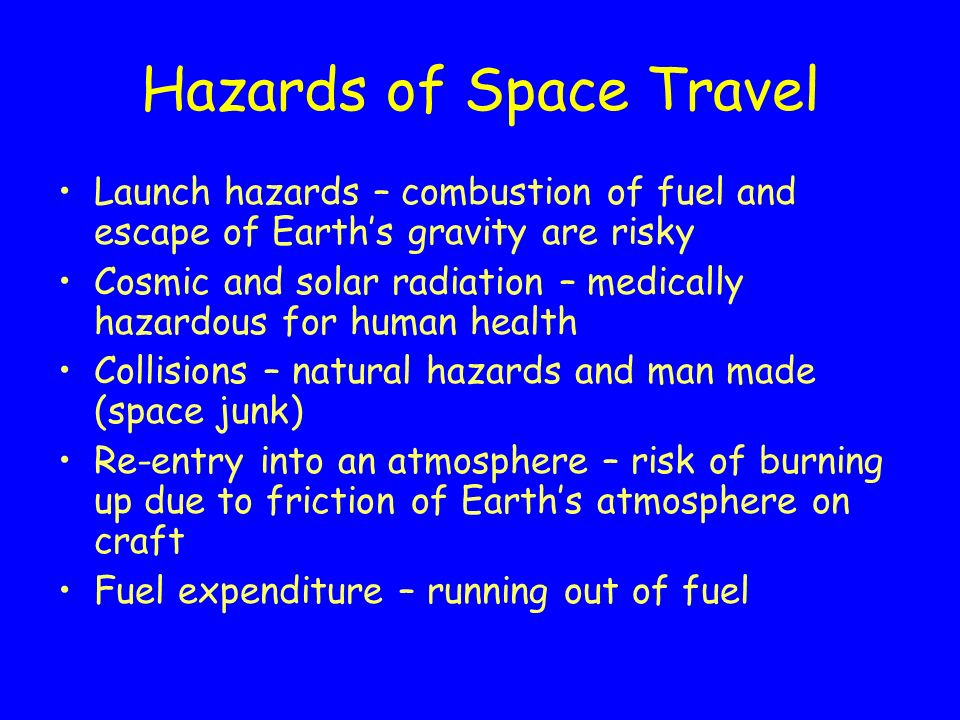 Hazards of Space Travel
• Launch hazards – combustion of fuel and
escape of Earth’s gravity are risky
• Cosmic and solar radiation – medically
hazardous for human health
• Collisions – natural hazards and man made
(space junk)
• Re-entry into an atmosphere – risk of burning
up due to friction of Earth’s atmosphere on
craft
• Fuel expenditure – running out of fuel